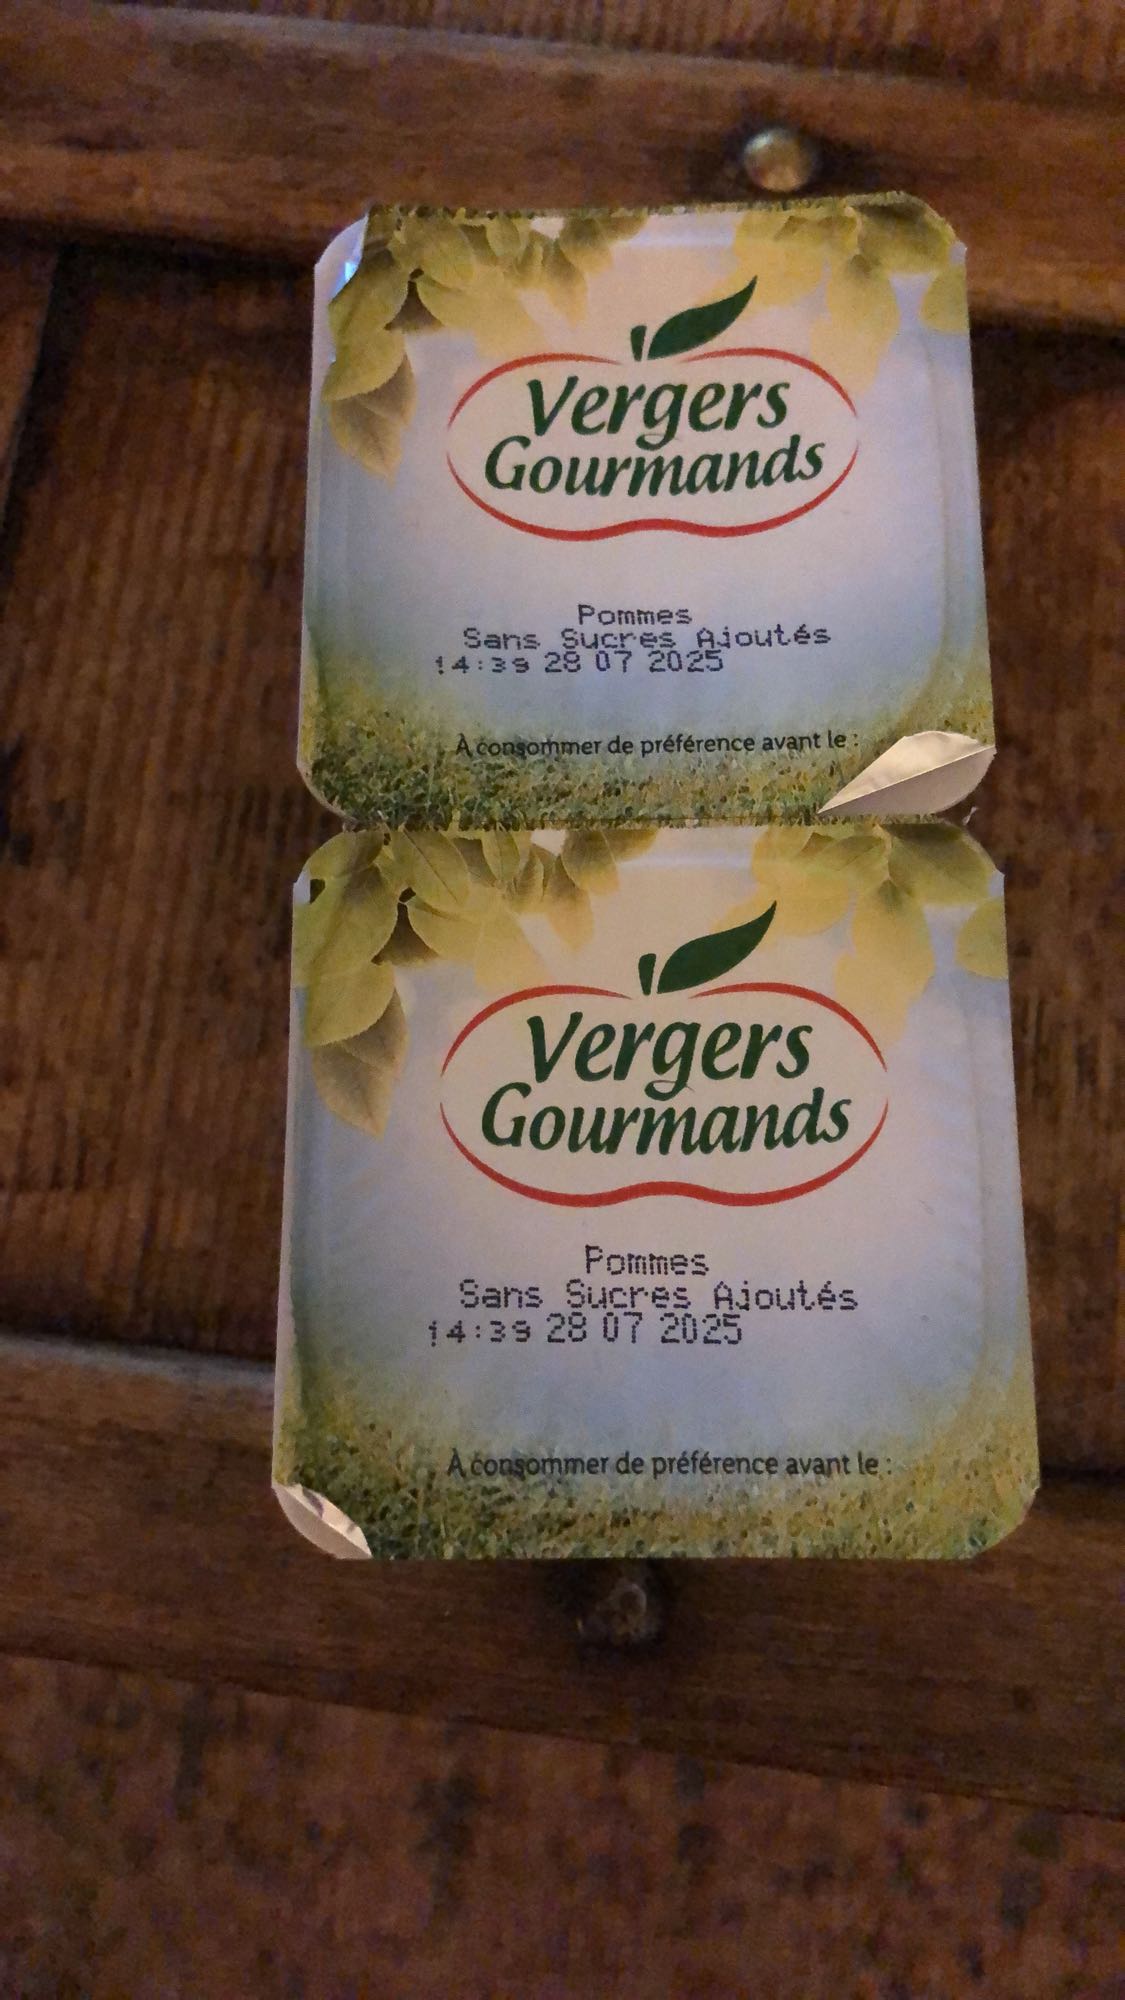 Vergers
Gourmands
Pommes
Sans Sucres Ajoutés
14:39 28 07 2025
À consommer de préférence avant le :
Vergers
Gourmands
Pommes
Sans Sucres Ajoutés
14:39 28 07 2025
À consommer de préférence avant le :